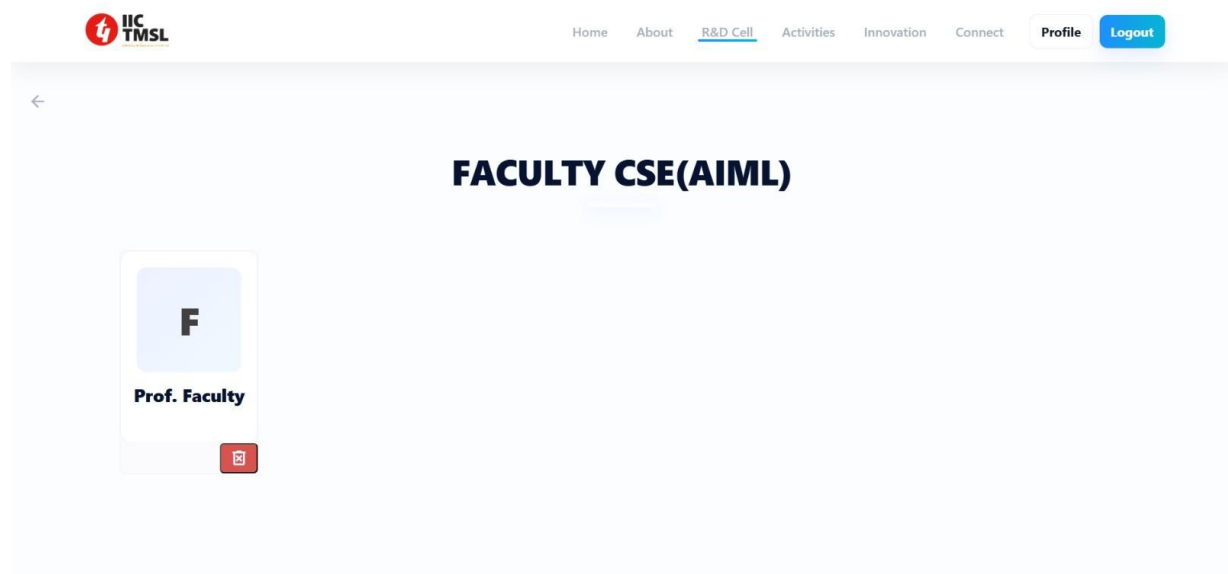 IIC
TMSL
Home About R&D Cell Activities Innovation Connect Profile Logout
FACULTY CSE(AIML)
F
Prof. Faculty